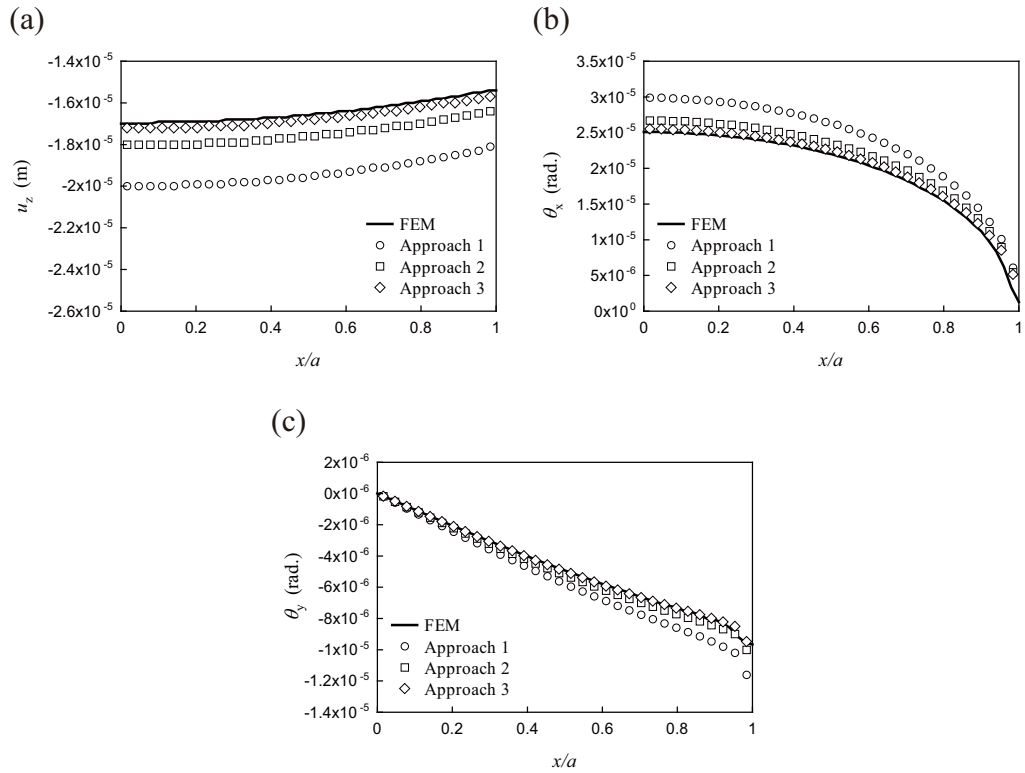 (a)
-1.4x10⁻⁵
-1.6x10⁻⁵
-1.8x10⁻⁵
-2x10⁻⁵
-2.2x10⁻⁵
-2.4x10⁻⁵
-2.6x10⁻⁵
u_z (m)
FEM
Approach 1
Approach 2
Approach 3
0 0.2 0.4 0.6 0.8 1
x/a
(b)
3.5x10⁻⁵
3x10⁻⁵
2.5x10⁻⁵
2x10⁻⁵
1.5x10⁻⁵
1x10⁻⁵
5x10⁻⁶
0x10⁰
θ_x (rad.)
FEM
Approach 1
Approach 2
Approach 3
0 0.2 0.4 0.6 0.8 1
x/a
(c)
2x10⁻⁶
0x10⁻⁶
-2x10⁻⁶
-4x10⁻⁶
-6x10⁻⁶
-8x10⁻⁶
-1x10⁻⁵
-1.2x10⁻⁵
-1.4x10⁻⁵
θ_y (rad.)
FEM
Approach 1
Approach 2
Approach 3
0 0.2 0.4 0.6 0.8 1
x/a